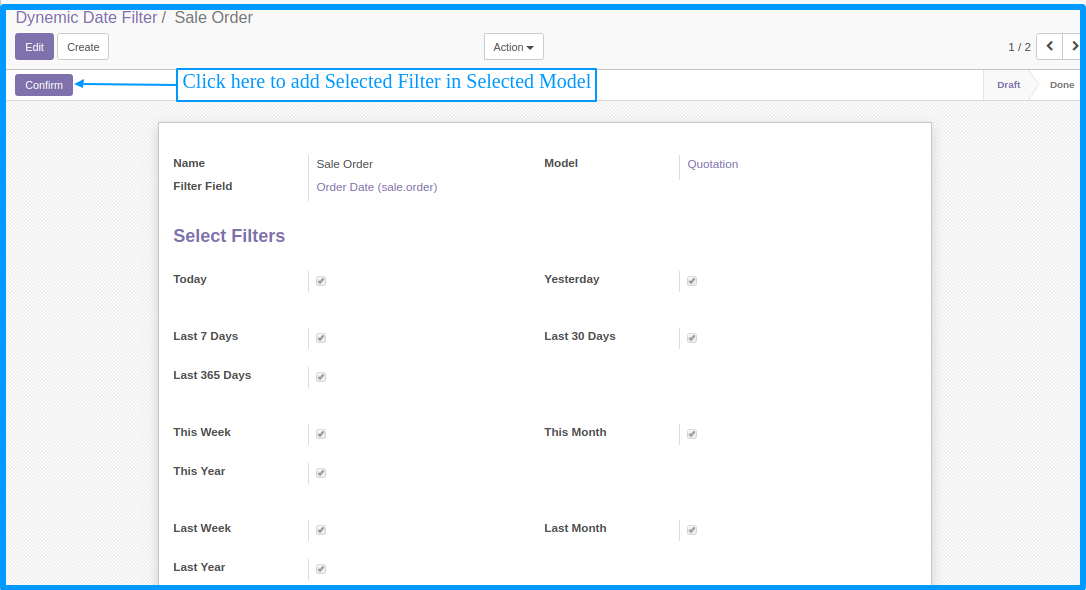 Dynemic Date Filter / Sale Order
Edit Create Action 1 / 2
Confirm Click here to add Selected Filter in Selected Model Draft Done
Name Sale Order Model Quotation
Filter Field Order Date (sale.order)
Select Filters
Today Yesterday
Last 7 Days Last 30 Days
Last 365 Days
This Week This Month
This Year
Last Week Last Month
Last Year